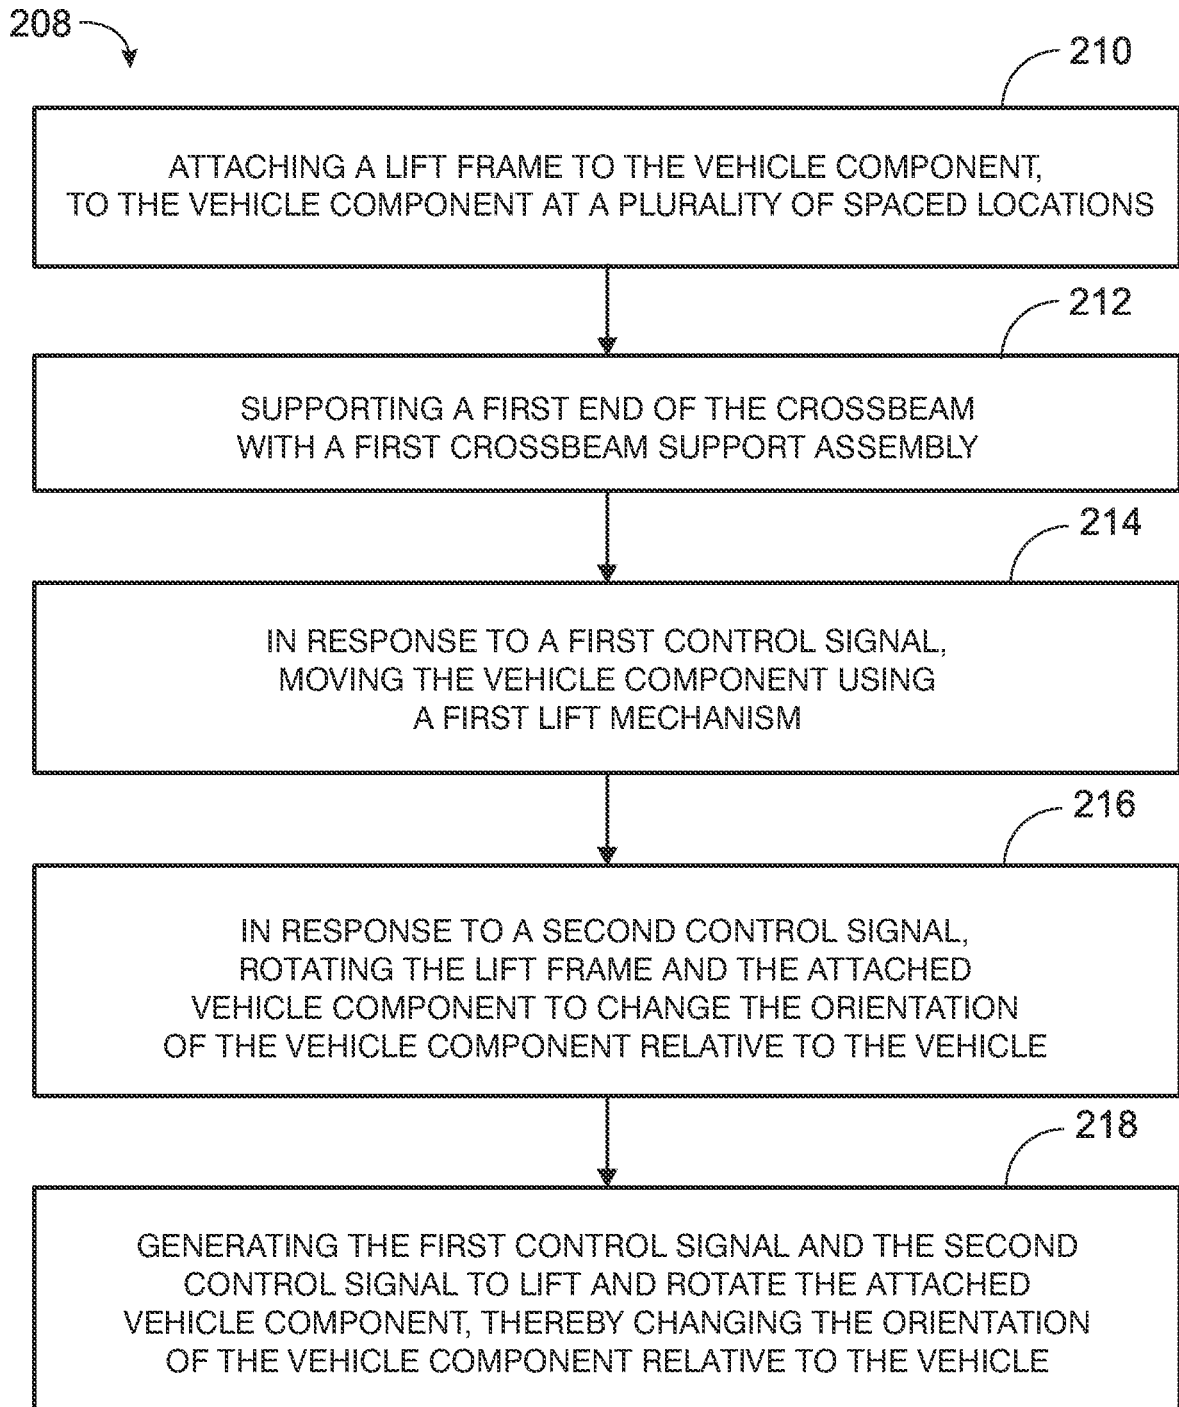 208
210
ATTACHING A LIFT FRAME TO THE VEHICLE COMPONENT,
TO THE VEHICLE COMPONENT AT A PLURALITY OF SPACED LOCATIONS
212
SUPPORTING A FIRST END OF THE CROSSBEAM
WITH A FIRST CROSSBEAM SUPPORT ASSEMBLY
214
IN RESPONSE TO A FIRST CONTROL SIGNAL,
MOVING THE VEHICLE COMPONENT USING
A FIRST LIFT MECHANISM
216
IN RESPONSE TO A SECOND CONTROL SIGNAL,
ROTATING THE LIFT FRAME AND THE ATTACHED
VEHICLE COMPONENT TO CHANGE THE ORIENTATION
OF THE VEHICLE COMPONENT RELATIVE TO THE VEHICLE
218
GENERATING THE FIRST CONTROL SIGNAL AND THE SECOND
CONTROL SIGNAL TO LIFT AND ROTATE THE ATTACHED
VEHICLE COMPONENT, THEREBY CHANGING THE ORIENTATION
OF THE VEHICLE COMPONENT RELATIVE TO THE VEHICLE